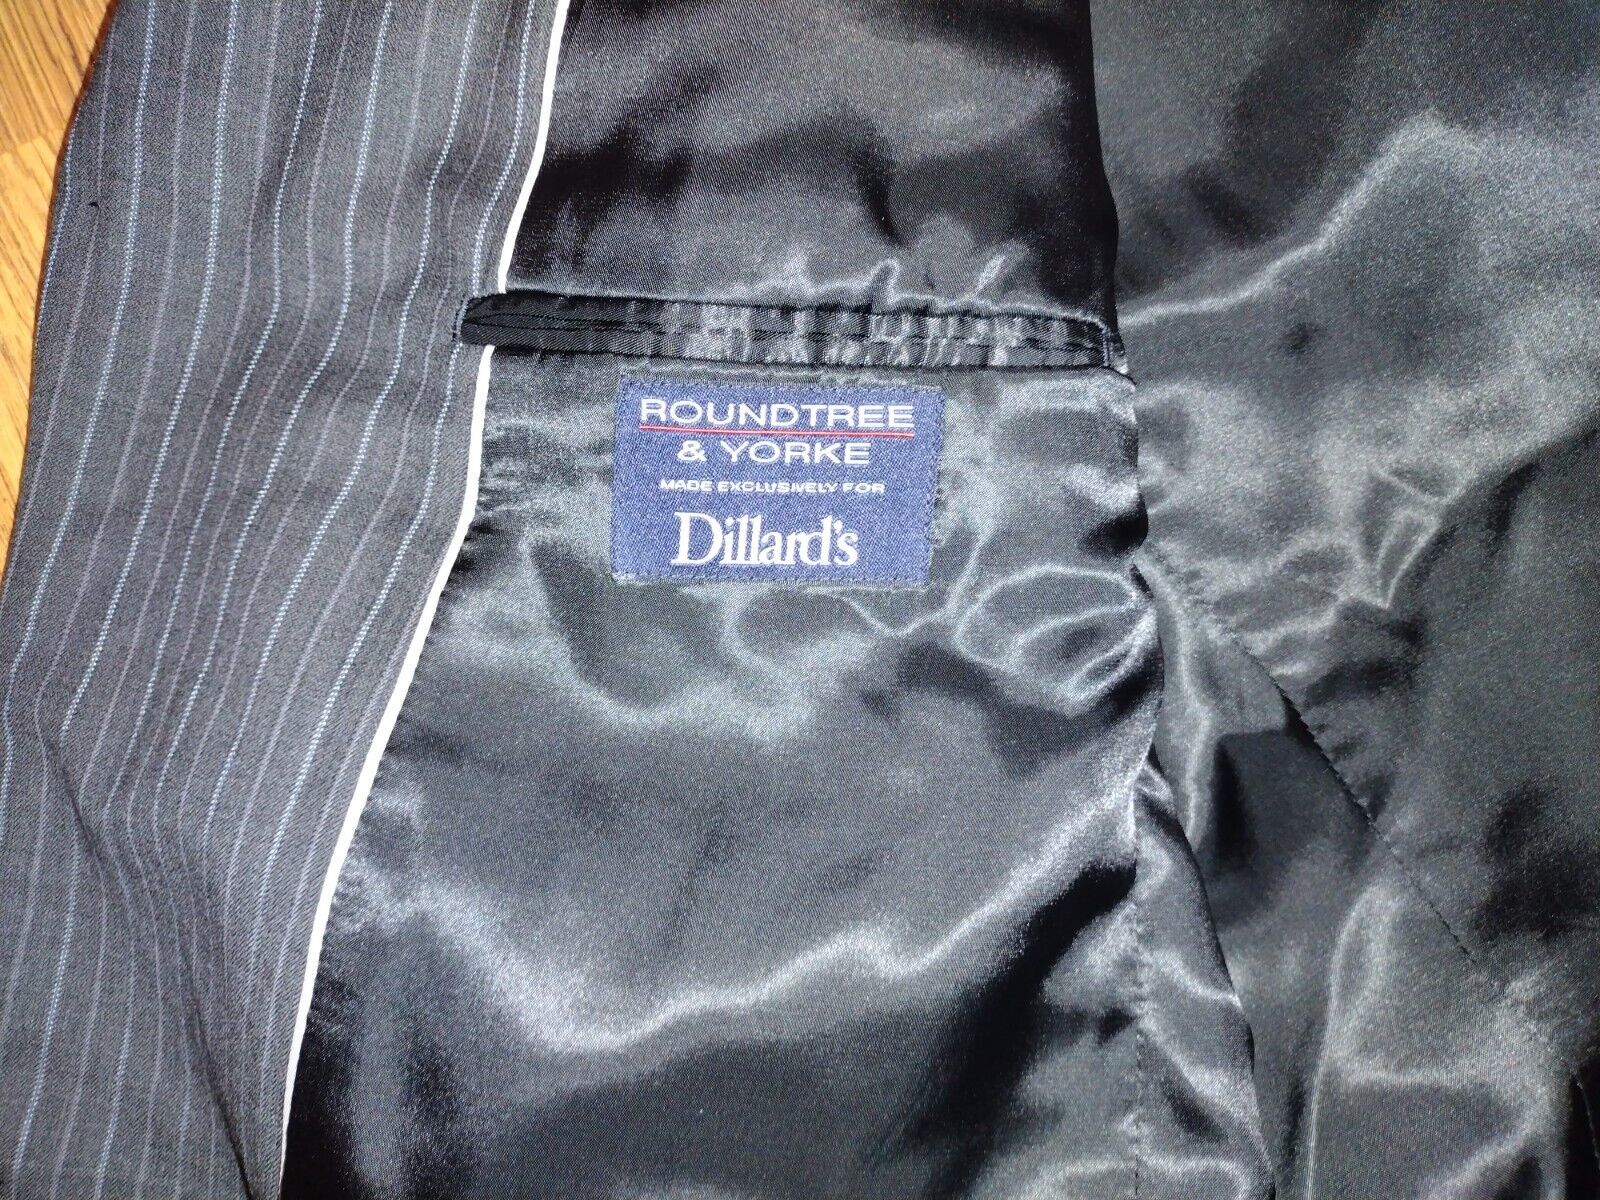 ROUNDTREE
& YORKE
MADE EXCLUSIVELY FOR
Dillard's